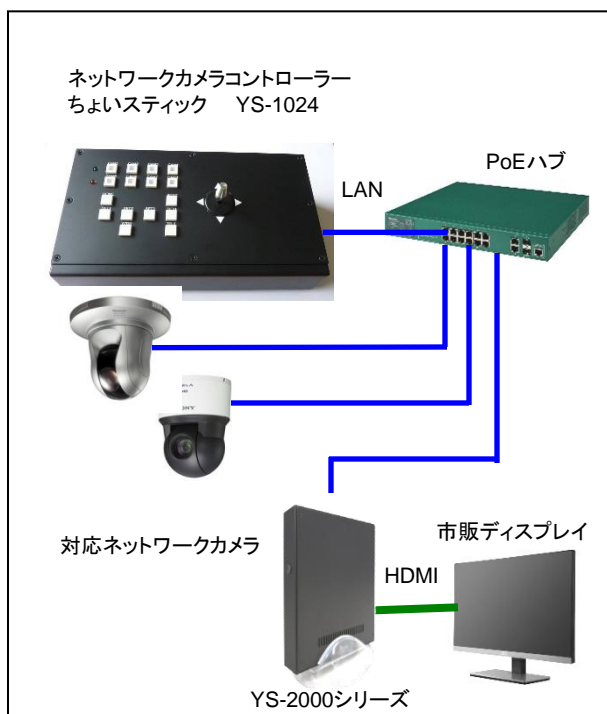 ネットワークカメラコントローラー
ちょいスティック YS-1024
PoEハブ
LAN
対応ネットワークカメラ
市販ディスプレイ
HDMI
YS-2000シリーズ